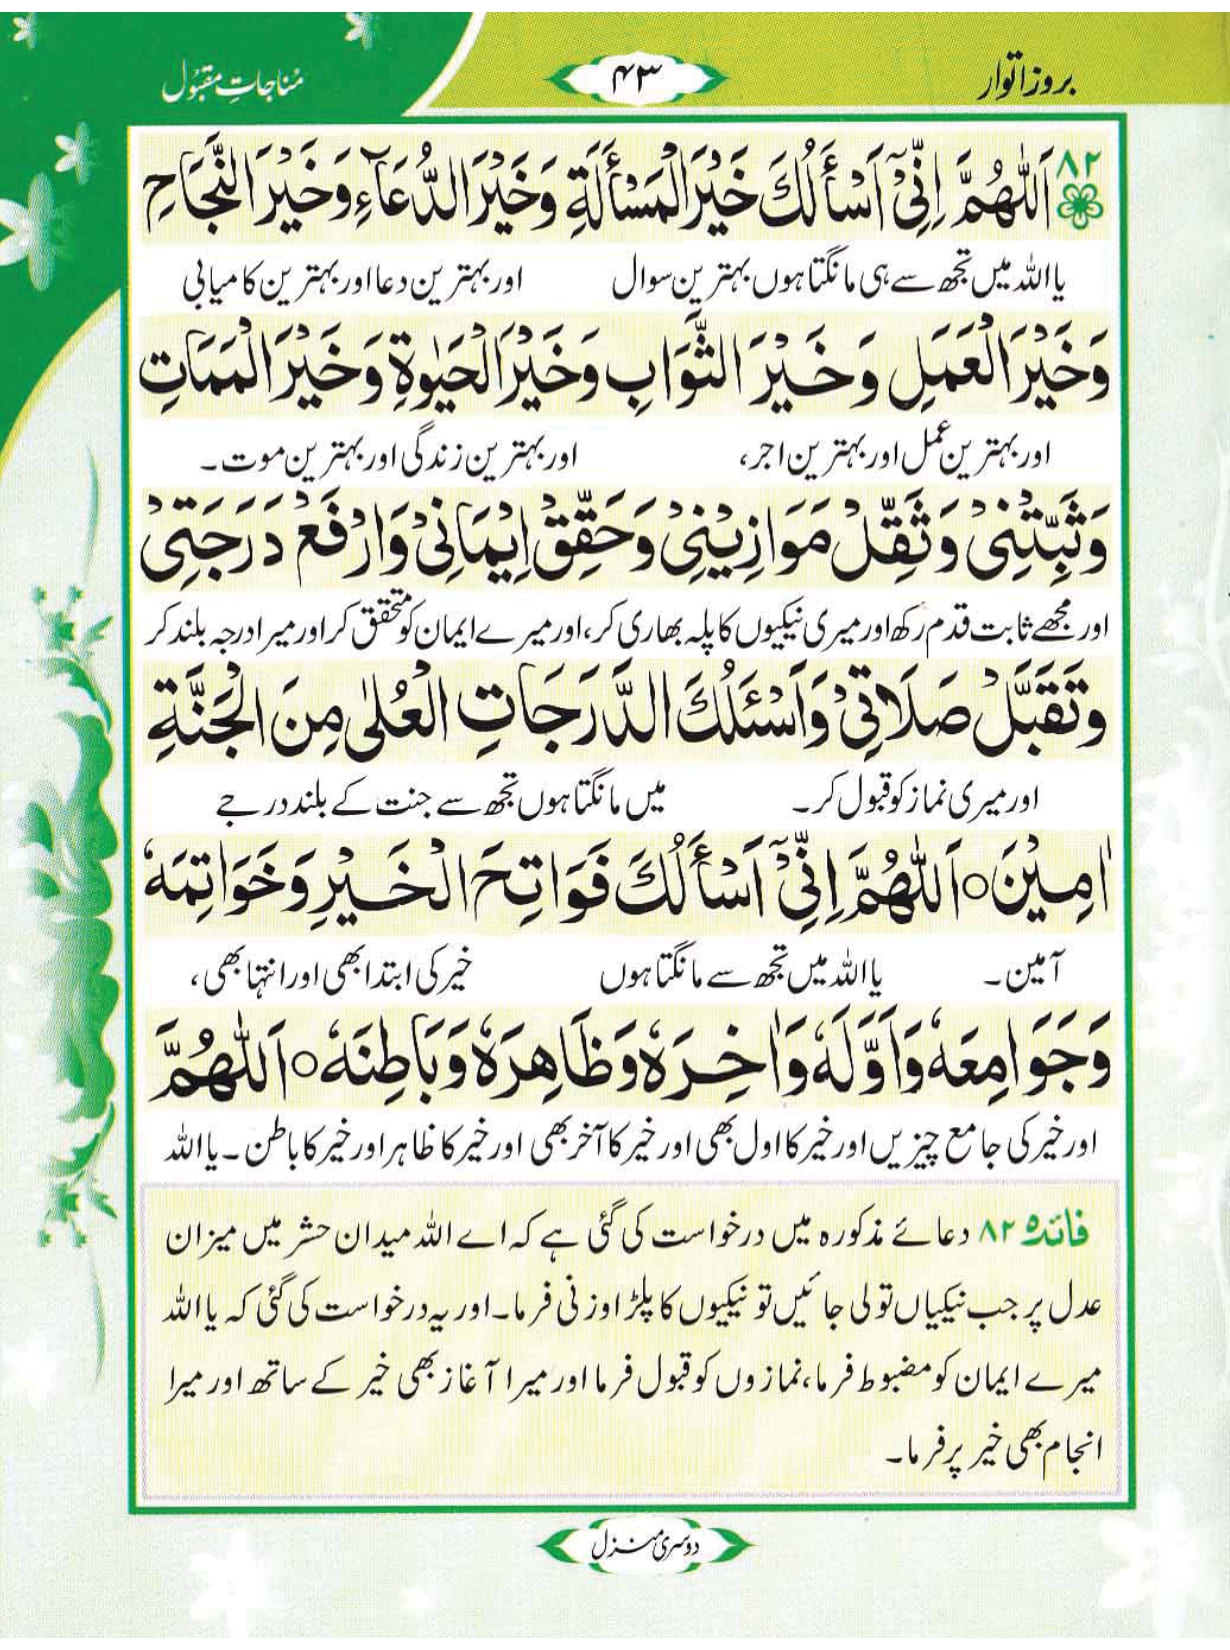 بروز اتوار
۴۳
مُناجاتِ مقبُول
۸۲ اَللّٰهُمَّ اِنِّیْٓ اَسْأَلُكَ خَیْرَ الْمَسْأَلَةِ وَخَیْرَ الدُّعَآءِ وَخَیْرَ النَّجَاحِ
یا اللہ میں تجھ سے ہی مانگتا ہوں بہترین سوال اور بہترین دعا اور بہترین کامیابی
وَخَیْرَ الْعَمَلِ وَخَیْرَ الثَّوَابِ وَخَیْرَ الْحَیٰوةِ وَخَیْرَ الْمَمَاتِ
اور بہترین عمل اور بہترین اجر، اور بہترین زندگی اور بہترین موت۔
وَثَبِّتْنِیْ وَثَقِّلْ مَوَازِیْنِیْ وَحَقِّقْ اِیْمَانِیْ وَارْفَعْ دَرَجَتِیْ
اور مجھے ثابت قدم رکھ اور میری نیکیوں کا پلہ بھاری کر، اور میرے ایمان کو متحقق کر اور میرا درجہ بلند کر
وَتَقَبَّلْ صَلَاتِیْ وَاَسْئَلُكَ الدَّرَجَاتِ الْعُلٰی مِنَ الْجَنَّةِ
اور میری نماز کو قبول کر۔ میں مانگتا ہوں تجھ سے جنت کے بلند درجے
اٰمِیْنَ ○ اَللّٰهُمَّ اِنِّیْٓ اَسْأَلُكَ فَوَاتِحَ الْخَیْرِ وَخَوَاتِمَهٗ
آمین۔ یا اللہ میں تجھ سے مانگتا ہوں خیر کی ابتدا بھی اور انتہا بھی،
وَجَوَامِعَهٗ وَاَوَّلَهٗ وَاٰخِرَهٗ وَظَاهِرَهٗ وَبَاطِنَهٗ ○ اَللّٰهُمَّ
اور خیر کی جامع چیزیں اور خیر کا اول بھی اور خیر کا آخر بھی اور خیر کا ظاہر اور خیر کا باطن۔ یا اللہ
فائدہ ۸۲ دعائے مذکورہ میں درخواست کی گئی ہے کہ اے اللہ میدان حشر میں میزان
عدل پر جب نیکیاں تولی جائیں تو نیکیوں کا پلڑا وزنی فرما۔ اور یہ درخواست کی گئی کہ یا اللہ
میرے ایمان کو مضبوط فرما، نمازوں کو قبول فرما اور میرا آغاز بھی خیر کے ساتھ اور میرا
انجام بھی خیر پر فرما۔
دوسری منزل